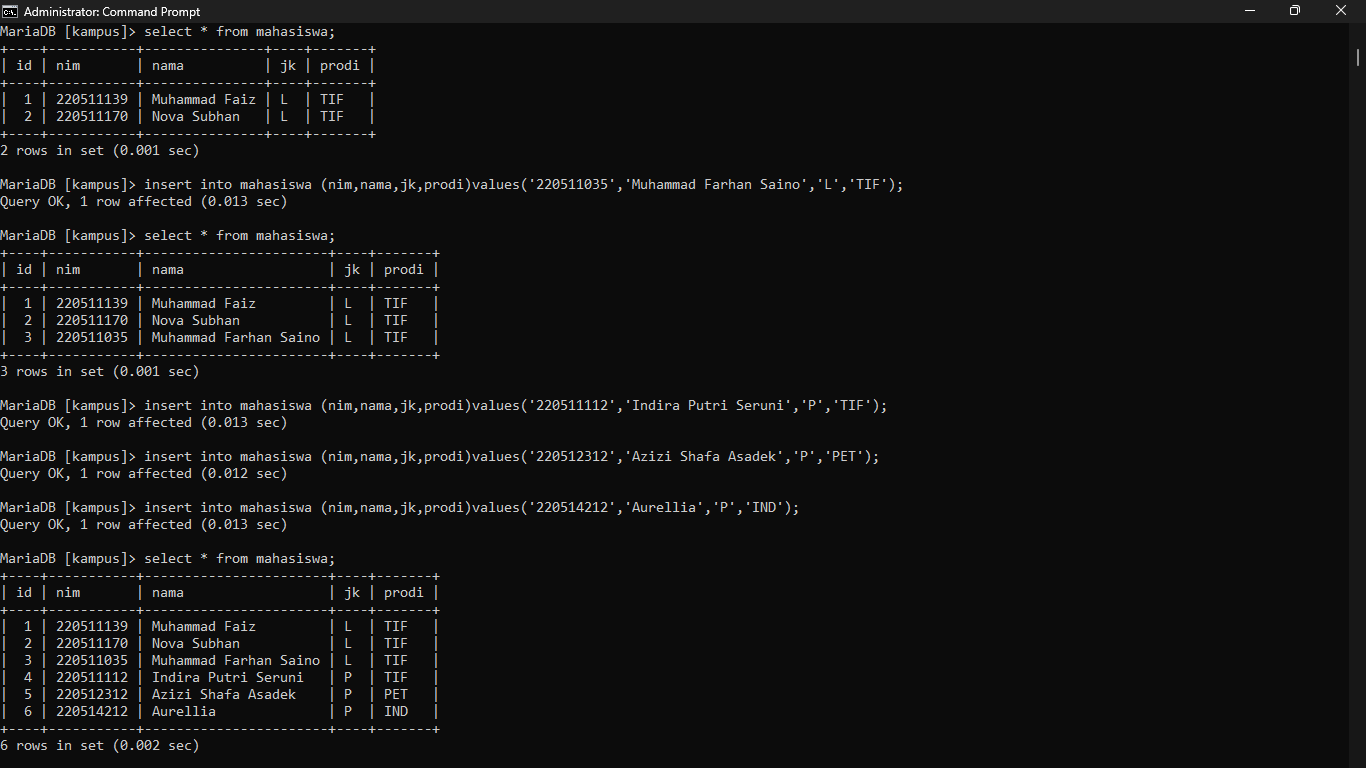 Administrator: Command Prompt
MariaDB [kampus]> select * from mahasiswa;
+----+-----------+---------------+----+-------+
| id | nim       | nama          | jk | prodi |
+----+-----------+---------------+----+-------+
|  1 | 220511139 | Muhammad Faiz | L  | TIF   |
|  2 | 220511170 | Nova Subhan   | L  | TIF   |
+----+-----------+---------------+----+-------+
2 rows in set (0.001 sec)
MariaDB [kampus]> insert into mahasiswa (nim,nama,jk,prodi)values('220511035','Muhammad Farhan Saino','L','TIF');
Query OK, 1 row affected (0.013 sec)
MariaDB [kampus]> select * from mahasiswa;
+----+-----------+-----------------------+----+-------+
| id | nim       | nama                  | jk | prodi |
+----+-----------+-----------------------+----+-------+
|  1 | 220511139 | Muhammad Faiz         | L  | TIF   |
|  2 | 220511170 | Nova Subhan           | L  | TIF   |
|  3 | 220511035 | Muhammad Farhan Saino | L  | TIF   |
+----+-----------+-----------------------+----+-------+
3 rows in set (0.001 sec)
MariaDB [kampus]> insert into mahasiswa (nim,nama,jk,prodi)values('220511112','Indira Putri Seruni','P','TIF');
Query OK, 1 row affected (0.013 sec)
MariaDB [kampus]> insert into mahasiswa (nim,nama,jk,prodi)values('220512312','Azizi Shafa Asadek','P','PET');
Query OK, 1 row affected (0.012 sec)
MariaDB [kampus]> insert into mahasiswa (nim,nama,jk,prodi)values('220514212','Aurellia','P','IND');
Query OK, 1 row affected (0.013 sec)
MariaDB [kampus]> select * from mahasiswa;
+----+-----------+-----------------------+----+-------+
| id | nim       | nama                  | jk | prodi |
+----+-----------+-----------------------+----+-------+
|  1 | 220511139 | Muhammad Faiz         | L  | TIF   |
|  2 | 220511170 | Nova Subhan           | L  | TIF   |
|  3 | 220511035 | Muhammad Farhan Saino | L  | TIF   |
|  4 | 220511112 | Indira Putri Seruni   | P  | TIF   |
|  5 | 220512312 | Azizi Shafa Asadek    | P  | PET   |
|  6 | 220514212 | Aurellia              | P  | IND   |
+----+-----------+-----------------------+----+-------+
6 rows in set (0.002 sec)